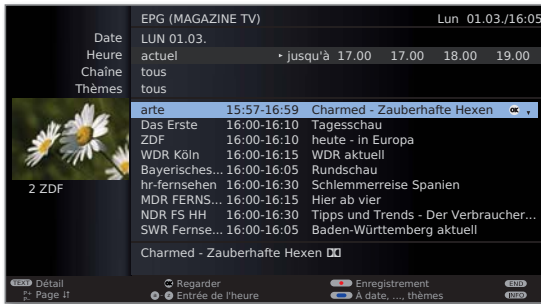 EPG (MAGAZINE TV) Lun 01.03./16:05
Date LUN 01.03.
Heure actuel ▸ jusqu'à 17.00 17.00 18.00 19.00
Chaîne tous
Thèmes tous
arte 15:57-16:59 Charmed - Zauberhafte Hexen OK
Das Erste 16:00-16:10 Tagesschau
ZDF 16:00-16:10 heute - in Europa
WDR Köln 16:00-16:15 WDR aktuell
Bayerisches... 16:00-16:05 Rundschau
hr-fernsehen 16:00-16:30 Schlemmerreise Spanien
MDR FERNS... 16:00-16:15 Hier ab vier
NDR FS HH 16:00-16:30 Tipps und Trends - Der Verbraucher...
SWR Fernse... 16:00-16:05 Baden-Württemberg aktuell
2 ZDF
Charmed - Zauberhafte Hexen
TEXT Détail OK Regarder Enregistrement END
P+ P- Page Entrée de l'heure À date, ..., thèmes INFO